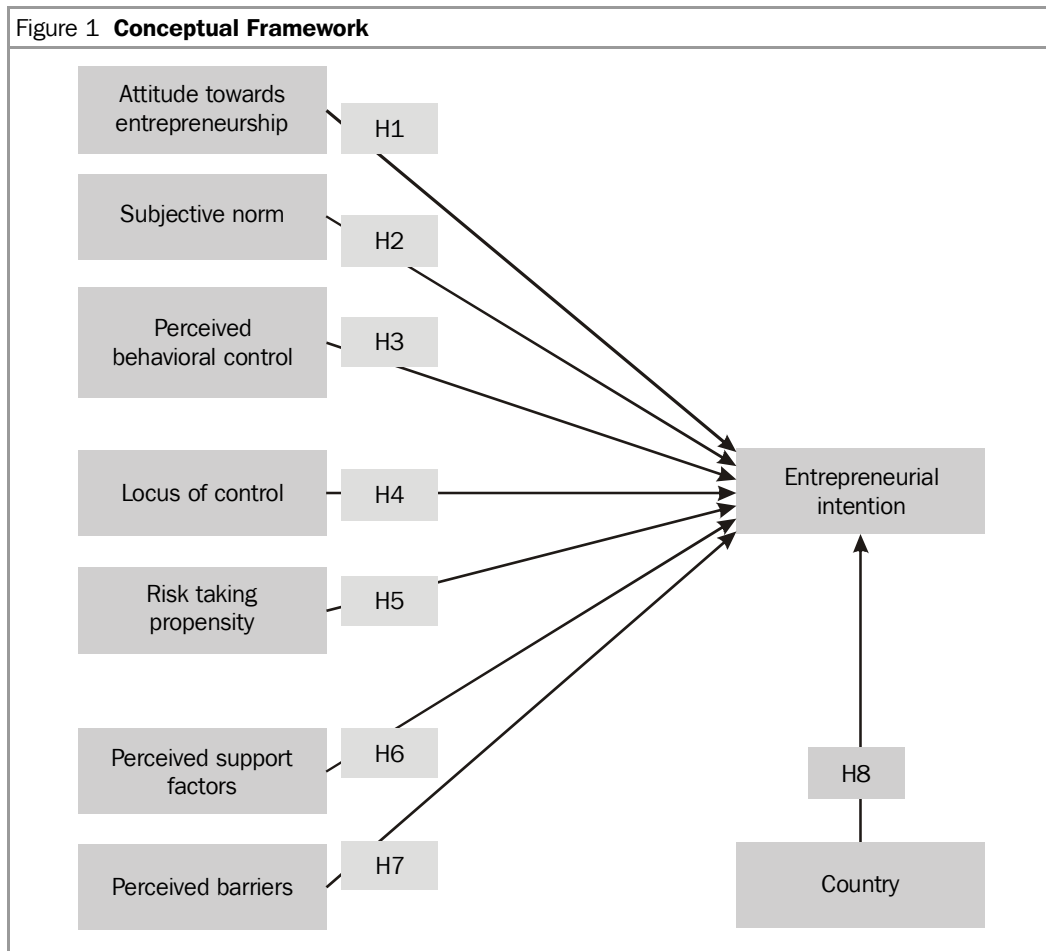 Figure 1 Conceptual Framework
Attitude towards
entrepreneurship
H1
Subjective norm
H2
Perceived
behavioral control
H3
Locus of control
H4
Entrepreneurial
intention
Risk taking
propensity
H5
Perceived support
factors
H6
H8
Perceived barriers
H7
Country